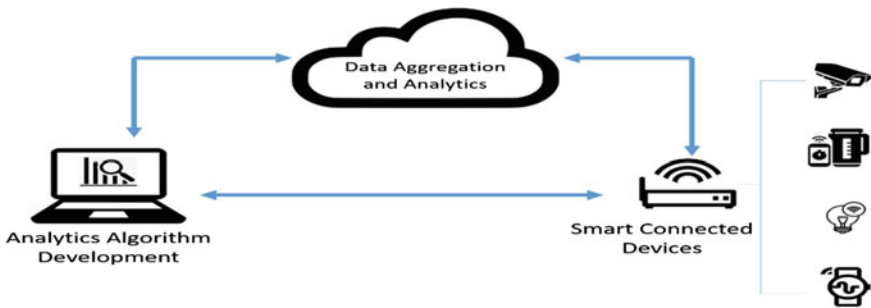 Data Aggregation
and Analytics
Analytics Algorithm
Development
Smart Connected
Devices